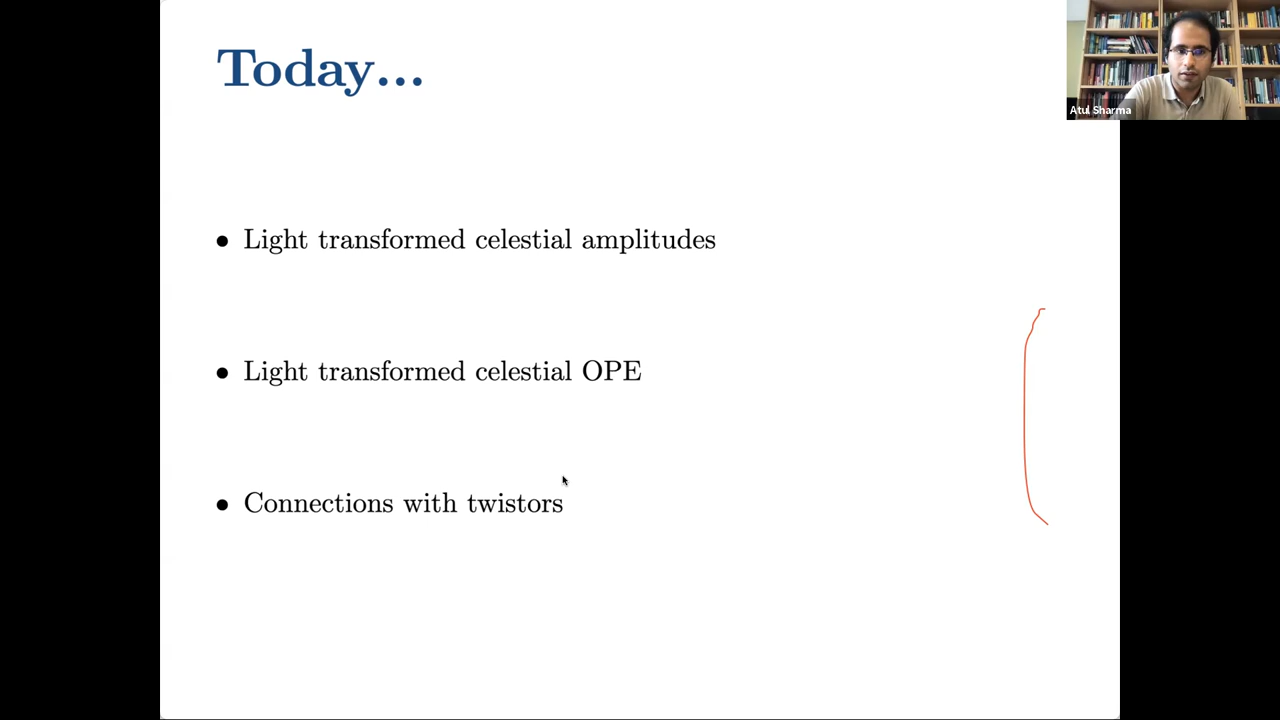 Today...
Atul Sharma
• Light transformed celestial amplitudes
• Light transformed celestial OPE
• Connections with twistors